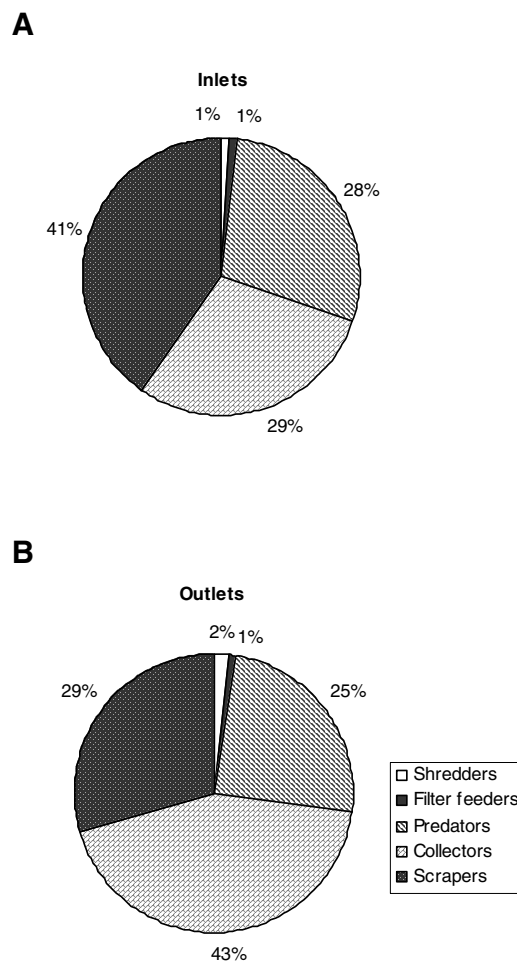 A
Inlets
1% 1%
28%
41%
29%
B
Outlets
2% 1%
29% 25%
Shredders
Filter feeders
Predators
Collectors
Scrapers
43%